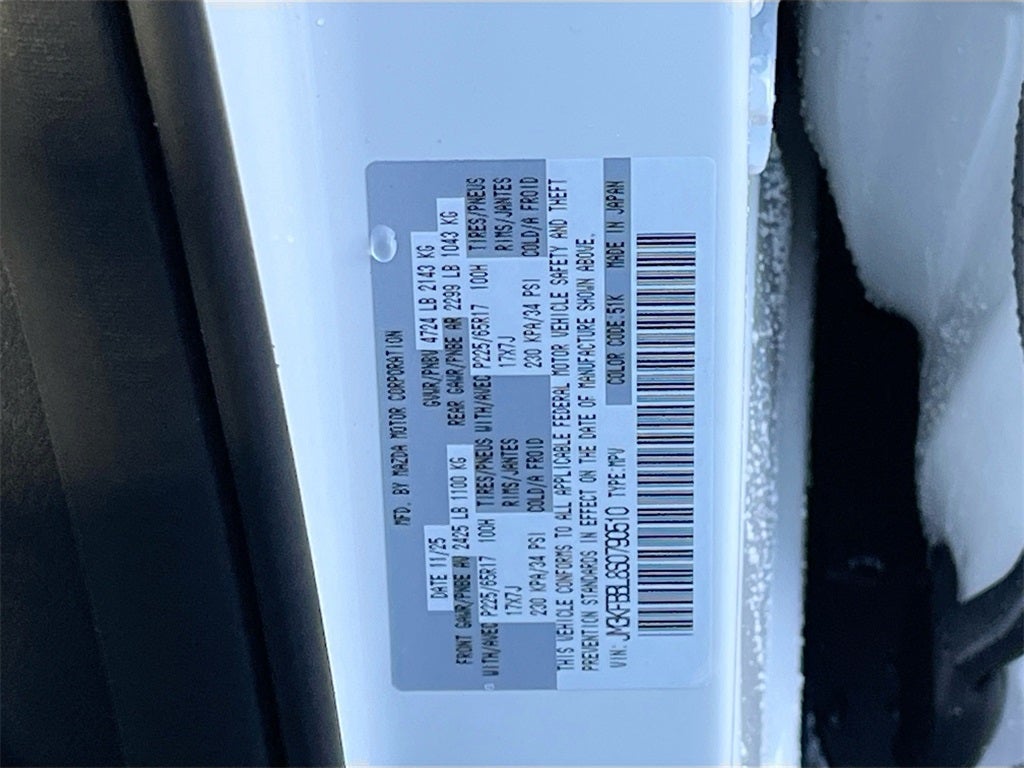 MFD. BY MAZDA MOTOR CORPORATION
DATE 11/25 GVWR/PNBV 4724 LB 2143 KG
FRONT GAWR/PNBE AV 2425 LB 1100 KG REAR GAWR/PNBE AR 2299 LB 1043 KG
WITH/AVEC P225/65R17 100H TIRES/PNEUS WITH/AVEC P225/65R17 100H TIRES/PNEUS
17X7J RIMS/JANTES 17X7J RIMS/JANTES
230 KPA/34 PSI COLD/A FROID 230 KPA/34 PSI COLD/A FROID
THIS VEHICLE CONFORMS TO ALL APPLICABLE FEDERAL MOTOR VEHICLE SAFETY AND THEFT
PREVENTION STANDARDS IN EFFECT ON THE DATE OF MANUFACTURE SHOWN ABOVE.
VIN: JM3KFBBL8S0790510 TYPE:MPV COLOR CODE:51K MADE IN JAPAN